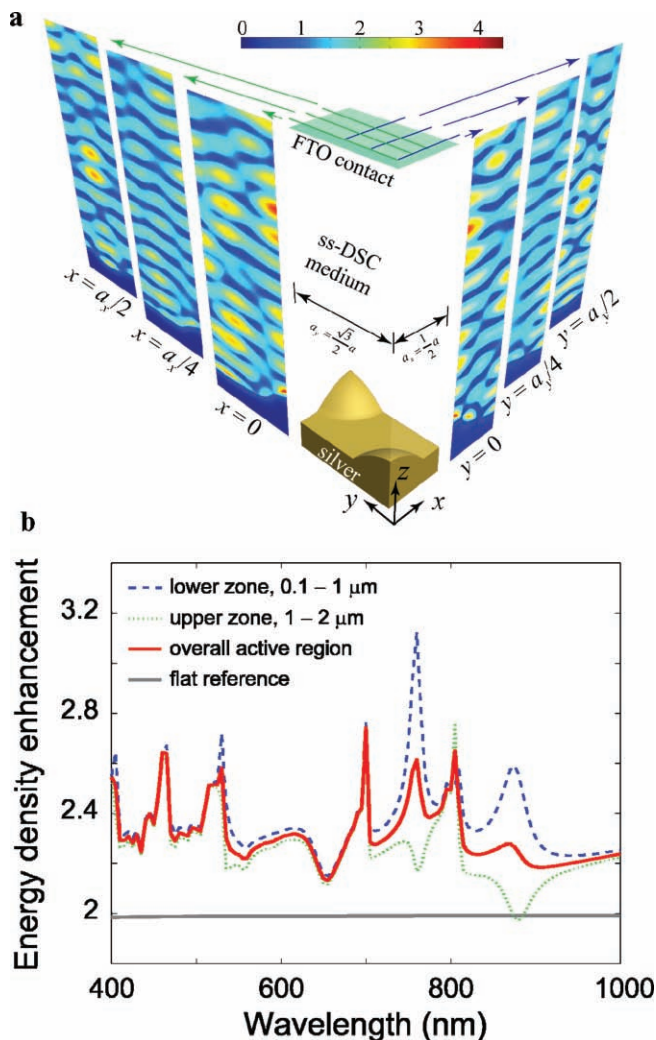 a
0 1 2 3 4
FTO contact
ss-DSC
medium
a_y = √3/2 a
a_x = 1/2 a
x = a_x/2
x = a_x/4
x = 0
y = 0
y = a_y/4
y = a_y/2
silver
z
y
x
b
Energy density enhancement
3.2
2.8
2.4
2
lower zone, 0.1 – 1 μm
upper zone, 1 – 2 μm
overall active region
flat reference
400 600 800 1000
Wavelength (nm)